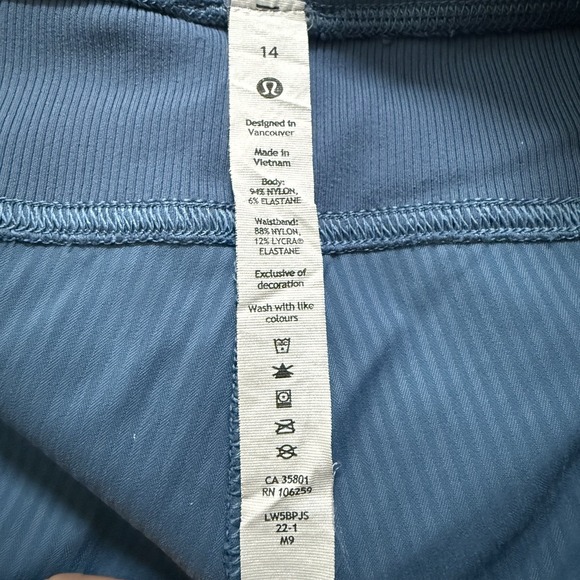 14
Designed in
Vancouver
Made in
Vietnam
Body:
94% NYLON,
6% ELASTANE
Waistband:
88% NYLON,
12% LYCRA®
ELASTANE
Exclusive of
decoration
Wash with like
colours
CA 35801
RN 106259
LW5BPJS
22-1
M9